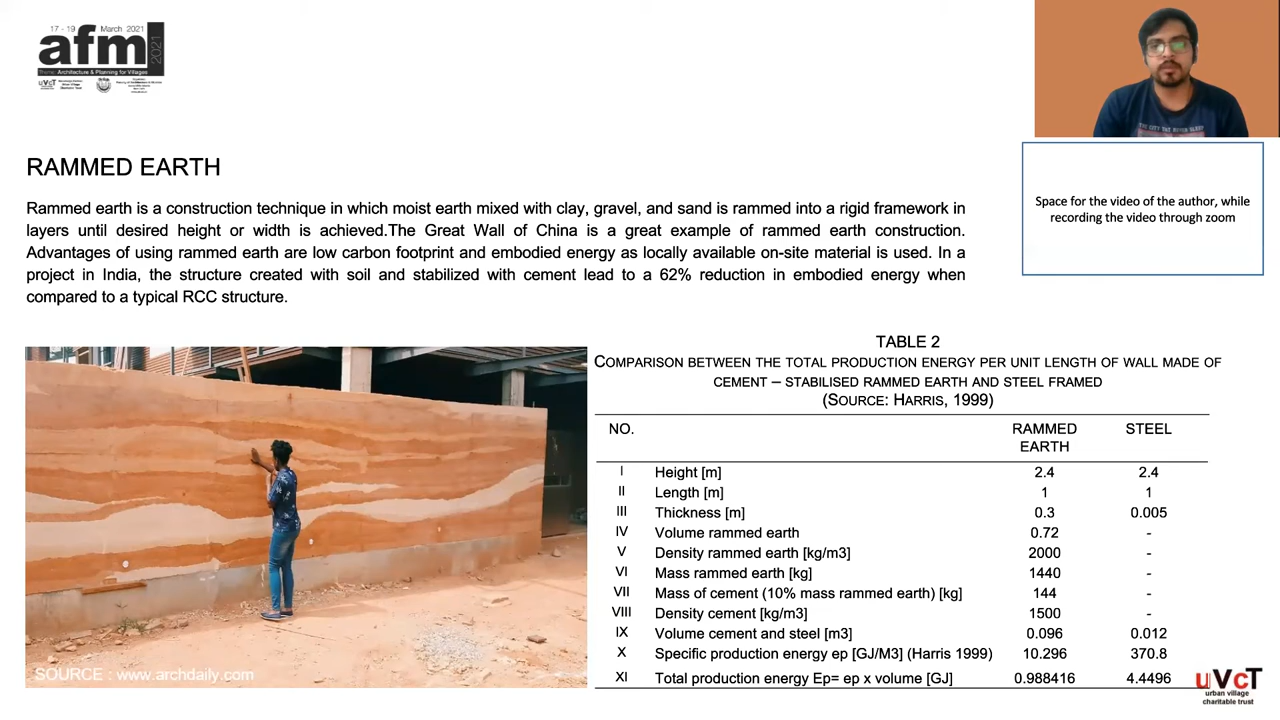 17 - 19 March 2021
afm
2021
Theme: Architecture & Planning for Villages
RAMMED EARTH
Rammed earth is a construction technique in which moist earth mixed with clay, gravel, and sand is rammed into a rigid framework in
layers until desired height or width is achieved.The Great Wall of China is a great example of rammed earth construction.
Advantages of using rammed earth are low carbon footprint and embodied energy as locally available on-site material is used. In a
project in India, the structure created with soil and stabilized with cement lead to a 62% reduction in embodied energy when
compared to a typical RCC structure.
Space for the video of the author, while
recording the video through zoom
SOURCE : www.archdaily.com
TABLE 2
COMPARISON BETWEEN THE TOTAL PRODUCTION ENERGY PER UNIT LENGTH OF WALL MADE OF
CEMENT – STABILISED RAMMED EARTH AND STEEL FRAMED
(SOURCE: HARRIS, 1999)
NO. RAMMED EARTH STEEL
I Height [m] 2.4 2.4
II Length [m] 1 1
III Thickness [m] 0.3 0.005
IV Volume rammed earth 0.72 -
V Density rammed earth [kg/m3] 2000 -
VI Mass rammed earth [kg] 1440 -
VII Mass of cement (10% mass rammed earth) [kg] 144 -
VIII Density cement [kg/m3] 1500 -
IX Volume cement and steel [m3] 0.096 0.012
X Specific production energy ep [GJ/M3] (Harris 1999) 10.296 370.8
XI Total production energy Ep= ep x volume [GJ] 0.988416 4.4496
uVcT
urban village
charitable trust